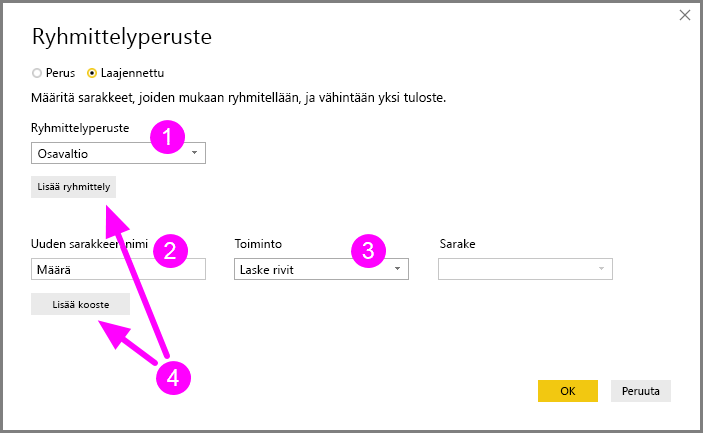 Ryhmittelyperuste
Perus Laajennettu
Määritä sarakkeet, joiden mukaan ryhmitellään, ja vähintään yksi tuloste.
Ryhmittelyperuste 1
Osavaltio
Lisää ryhmittely
Uuden sarakkeen nimi 2 Toiminto 3 Sarake
Määrä Laske rivit
Lisää kooste
4
OK Peruuta